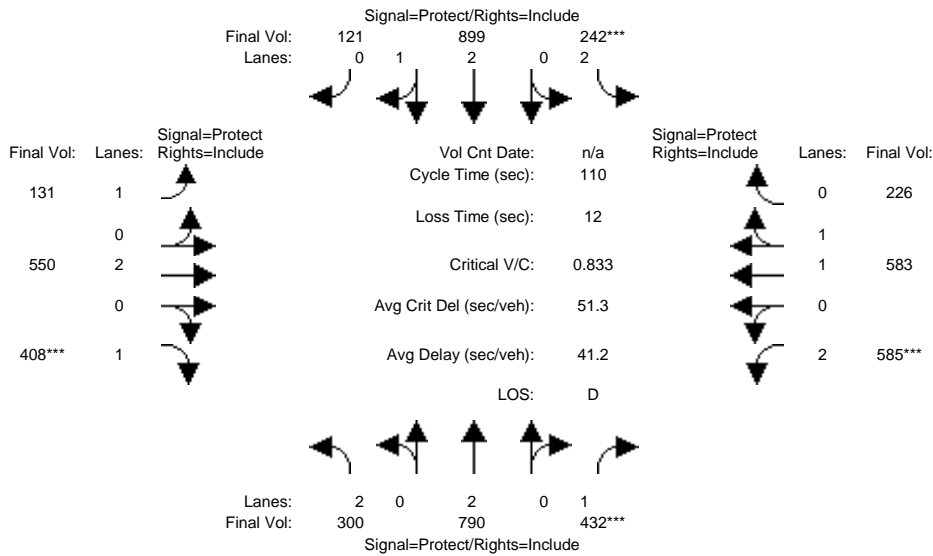 Signal=Protect/Rights=Include
Final Vol: 121 899 242***
Lanes: 0 1 2 0 2
Signal=Protect
Final Vol: Lanes: Rights=Include
Vol Cnt Date: n/a
Signal=Protect
Rights=Include Lanes: Final Vol:
Cycle Time (sec): 110
131 1
0 226
Loss Time (sec): 12
0
1
550 2
Critical V/C: 0.833
1 583
0
Avg Crit Del (sec/veh): 51.3
0
408*** 1
Avg Delay (sec/veh): 41.2
2 585***
LOS: D
Lanes: 2 0 2 0 1
Final Vol: 300 790 432***
Signal=Protect/Rights=Include